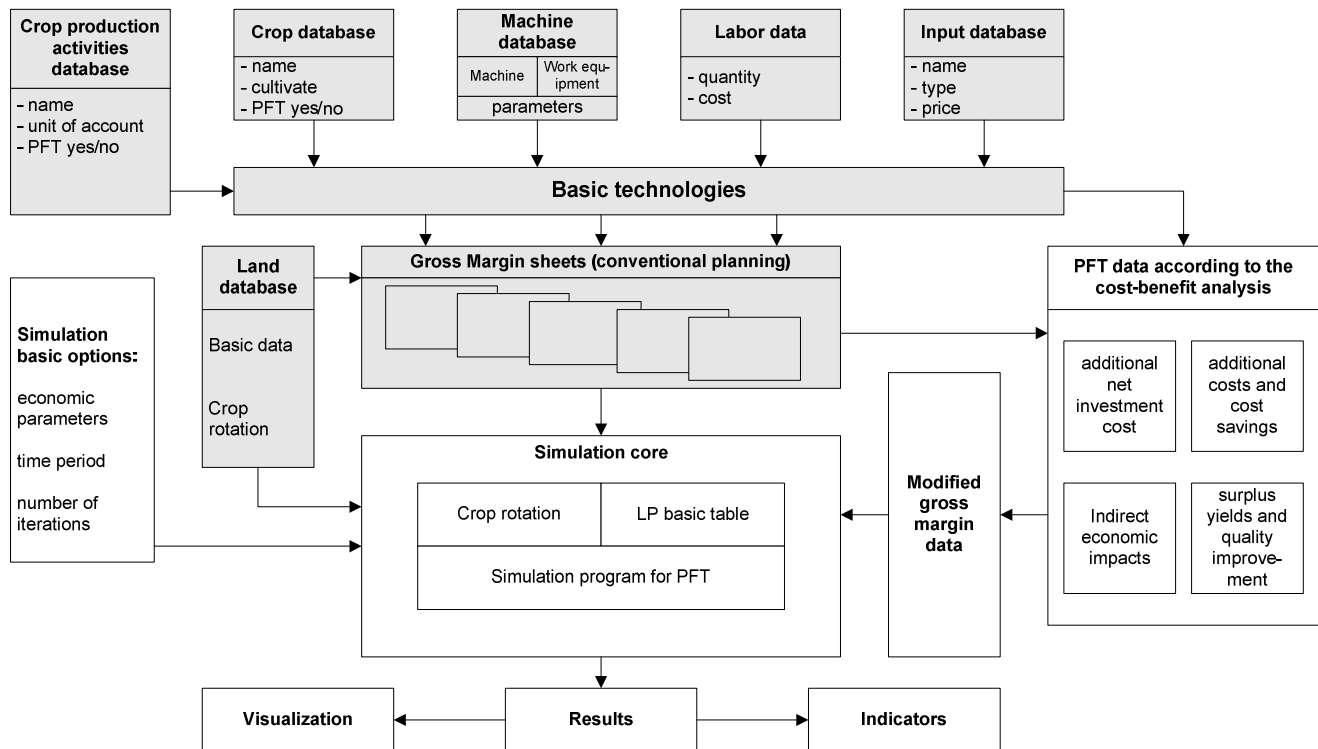 Crop production
activities
database
- name
- unit of account
- PFT yes/no
Crop database
- name
- cultivate
- PFT yes/no
Machine
database
Machine
Work equ-
ipment
parameters
Labor data
- quantity
- cost
Input database
- name
- type
- price
Basic technologies
Land
database
Basic data
Crop
rotation
Gross Margin sheets (conventional planning)
PFT data according to the
cost-benefit analysis
additional
net
investment
cost
additional
costs and
cost
savings
Indirect
economic
impacts
surplus
yields and
quality
improve-
ment
Simulation
basic options:
economic
parameters
time period
number of
iterations
Simulation core
Crop rotation
LP basic table
Simulation program for PFT
Modified
gross
margin
data
Visualization
Results
Indicators